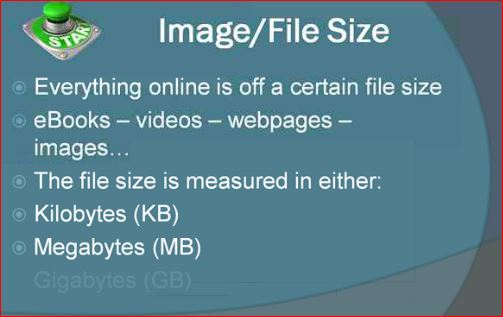 START
Image/File Size
Everything online is off a certain file size
eBooks – videos – webpages –
images...
The file size is measured in either:
Kilobytes (KB)
Megabytes (MB)
Gigabytes (GB)